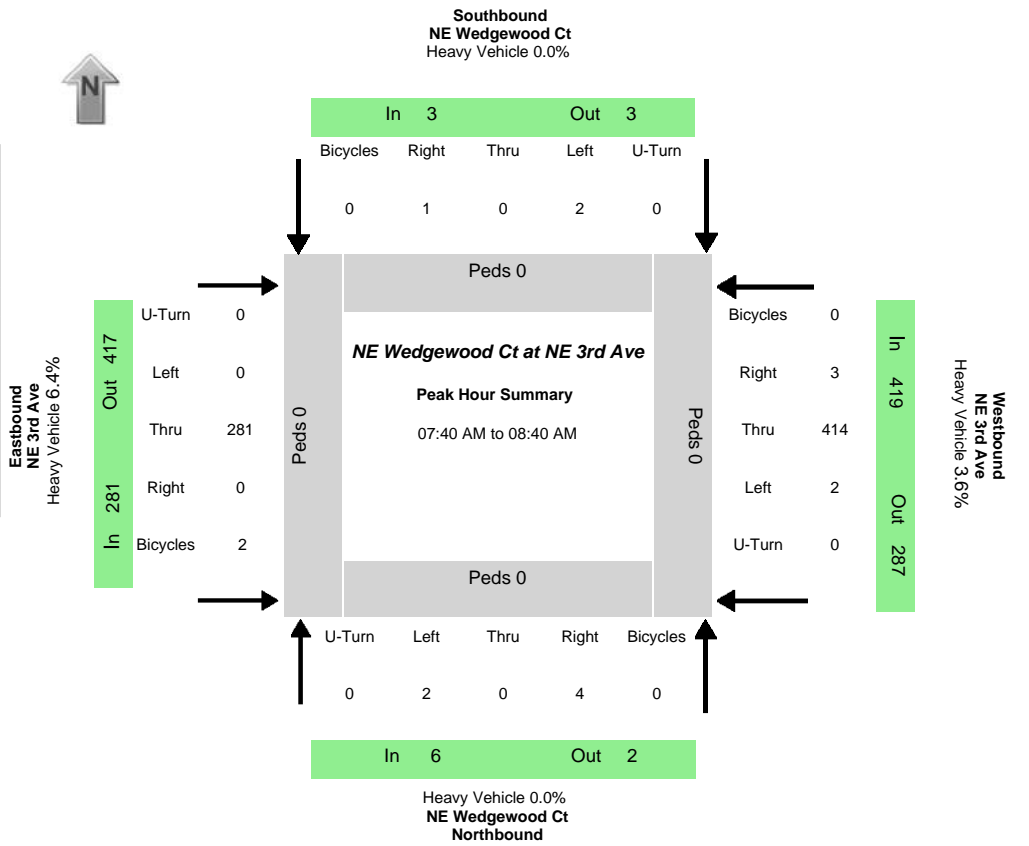 Southbound
NE Wedgewood Ct
Heavy Vehicle 0.0%
N
In 3 Out 3
Bicycles Right Thru Left U-Turn
0 1 0 2 0
Peds 0
Eastbound
NE 3rd Ave
Heavy Vehicle 6.4%
In 281 Out 417
U-Turn 0
Left 0
Thru 281
Right 0
Bicycles 2
Peds 0
NE Wedgewood Ct at NE 3rd Ave
Peak Hour Summary
07:40 AM to 08:40 AM
Peds 0
Bicycles 0
Right 3
Thru 414
Left 2
U-Turn 0
In 419 Out 287
Westbound
NE 3rd Ave
Heavy Vehicle 3.6%
Peds 0
U-Turn Left Thru Right Bicycles
0 2 0 4 0
In 6 Out 2
Heavy Vehicle 0.0%
NE Wedgewood Ct
Northbound